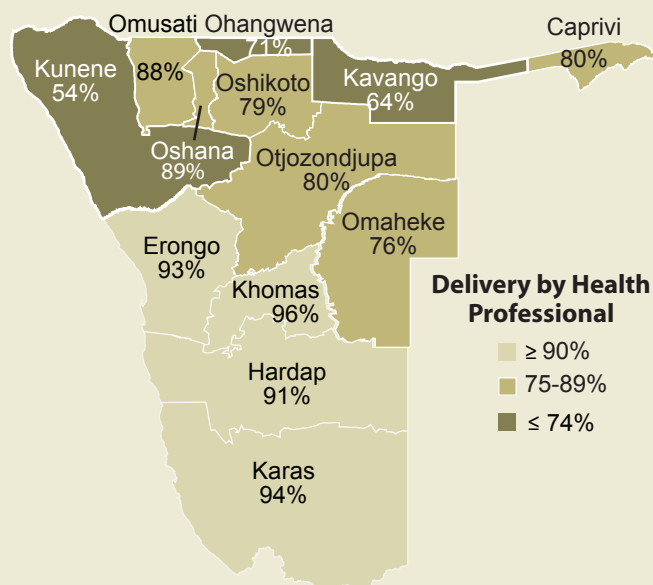 Omusati Ohangwena
71%
Caprivi
80%
Kunene
54%
88%
Oshikoto
79%
Kavango
64%
Oshana
89%
Otjozondjupa
80%
Omaheke
76%
Erongo
93%
Khomas
96%
Hardap
91%
Karas
94%
Delivery by Health
Professional
≥ 90%
75-89%
≤ 74%